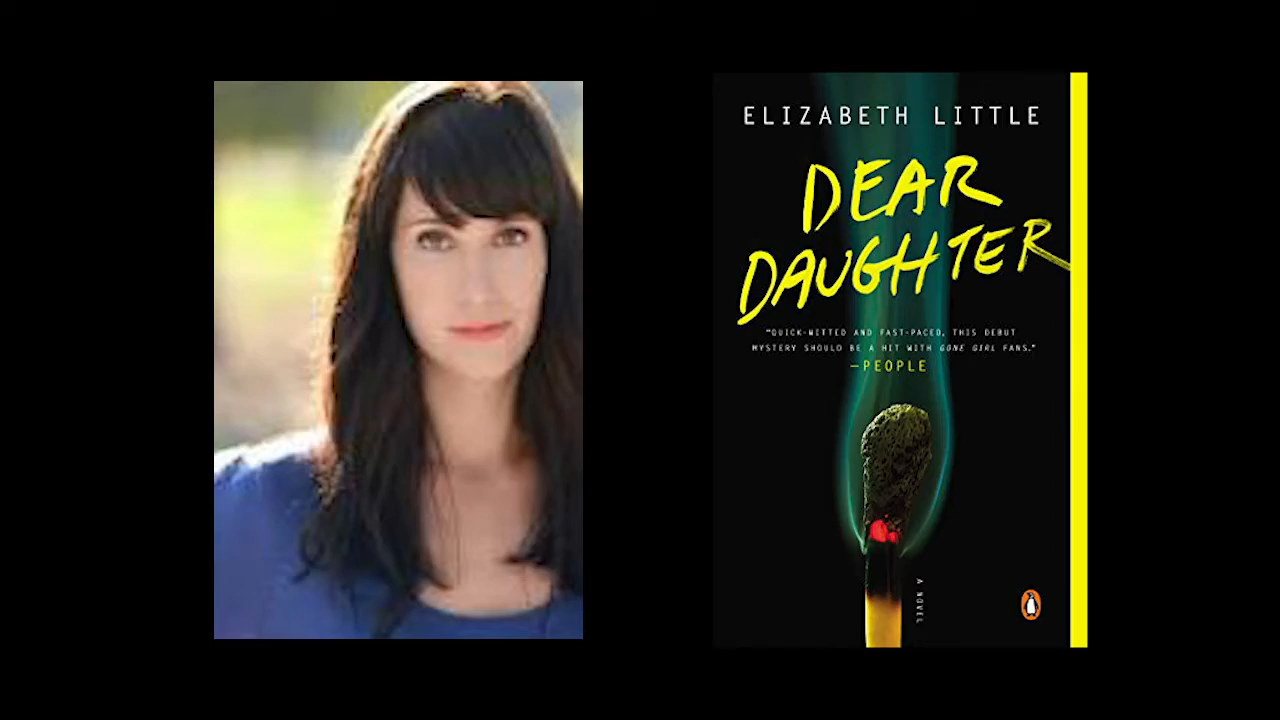 ELIZABETH LITTLE
DEAR
DAUGHTER
"QUICK-WITTED AND FAST-PACED, THIS DEBUT
MYSTERY SHOULD BE A HIT WITH GONE GIRL FANS."
—PEOPLE
A NOVEL